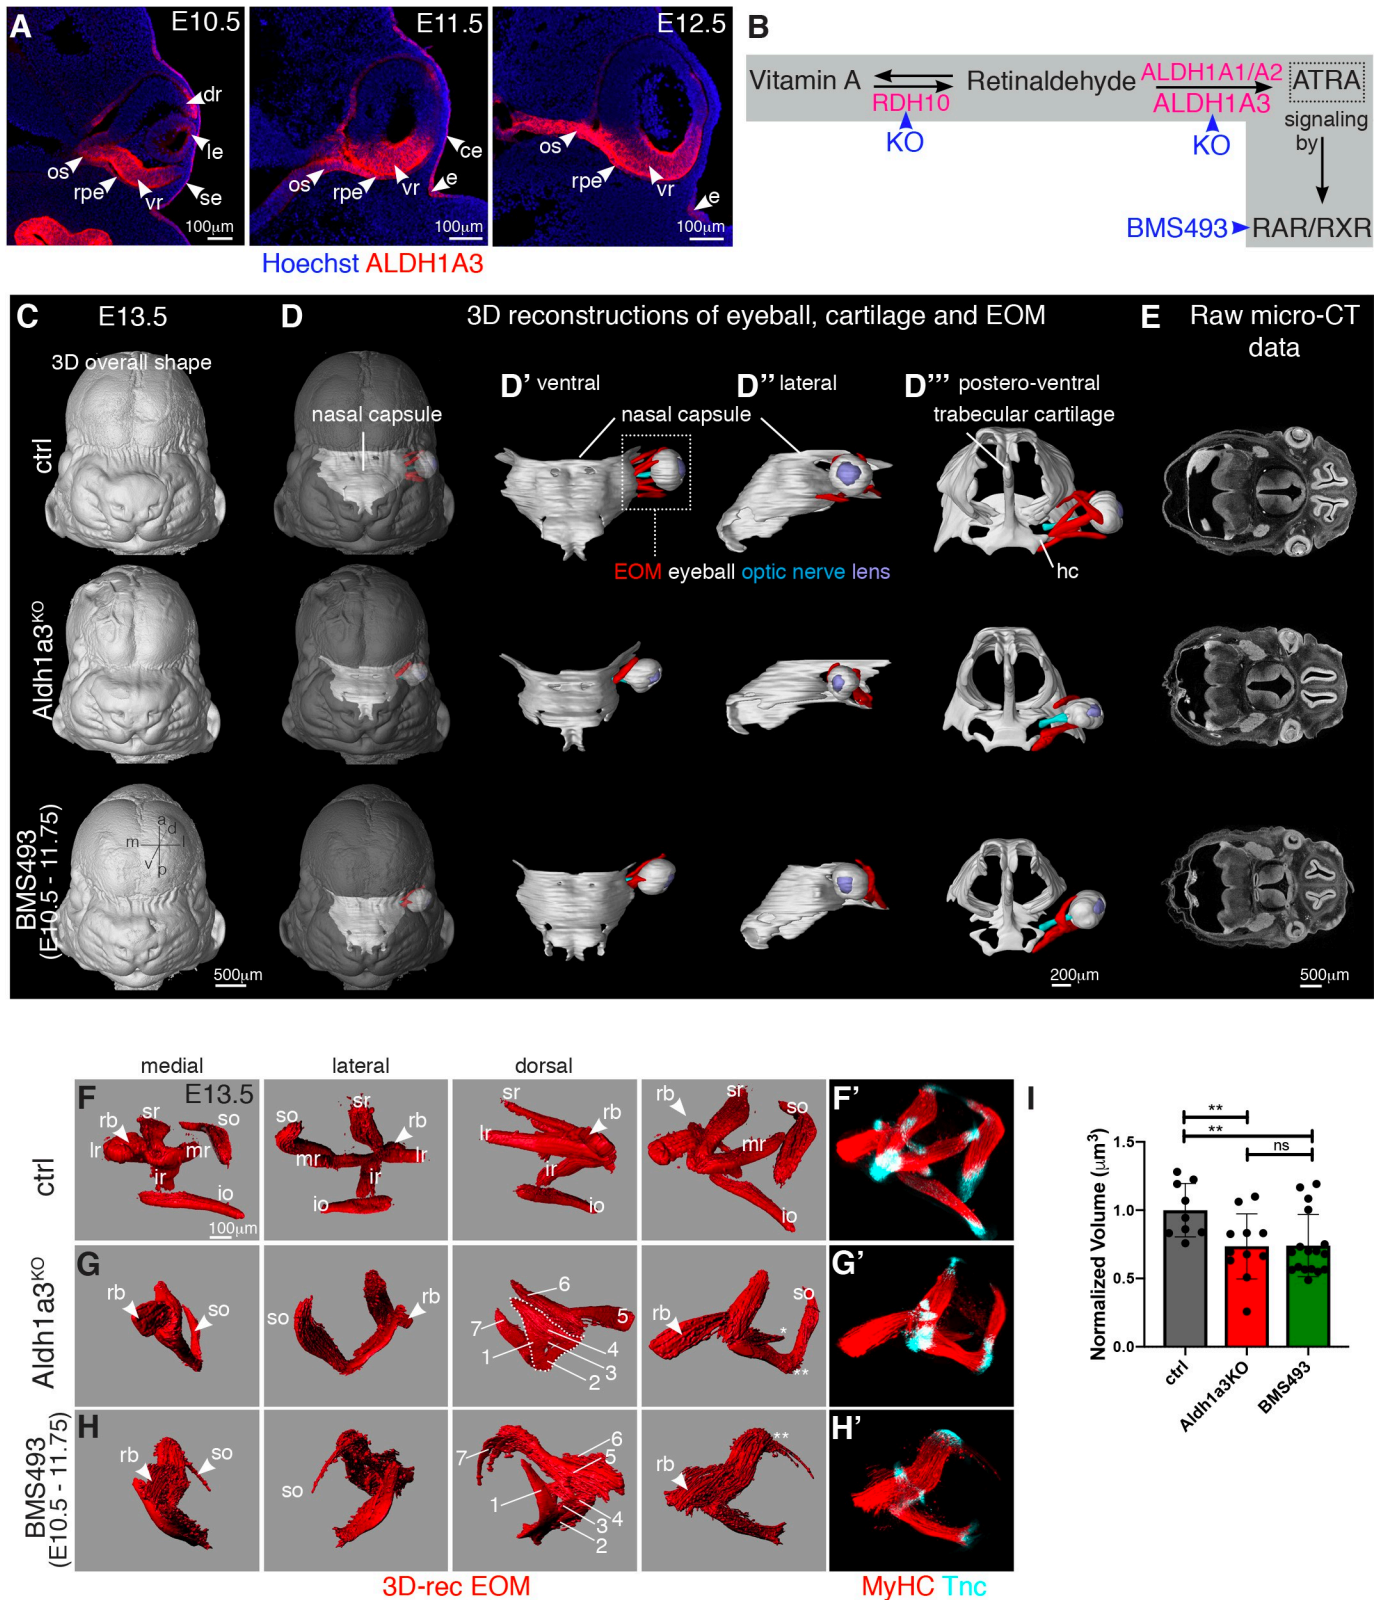 A
E10.5
dr
le
os
rpe
vr
se
100μm
E11.5
ce
os
rpe
vr
e
100μm
E12.5
os
rpe
vr
e
100μm
Hoechst ALDH1A3
B
Vitamin A
RDH10
KO
Retinaldehyde
ALDH1A1/A2
ALDH1A3
KO
ATRA
signaling
by
BMS493
RAR/RXR
C
E13.5
3D overall shape
D
3D reconstructions of eyeball, cartilage and EOM
E
Raw micro-CT
data
nasal capsule
D’ ventral
D’’ lateral
D’’’ postero-ventral
nasal capsule
trabecular cartilage
ctrl
EOM eyeball optic nerve lens
hc
Aldh1a3KO
BMS493
(E10.5 - 11.75)
a
d
m
l
v
p
500μm
200μm
500μm
medial
lateral
dorsal
F
E13.5
rb
sr
so
lr
mr
ir
io
100μm
so
sr
rb
mr
lr
ir
io
sr
rb
lr
ir
io
rb
sr
so
mr
io
F’
ctrl
G
rb
so
so
rb
6
7
5
1
4
3
2
rb
so
*
**
G’
Aldh1a3KO
H
rb
so
so
7
6
5
1
4
3
2
rb
**
H’
BMS493
(E10.5 - 11.75)
3D-rec EOM
MyHC Tnc
I
**
**
ns
Normalized Volume (μm3)
1.5
1.0
0.5
0.0
ctrl
Aldh1a3KO
BMS493